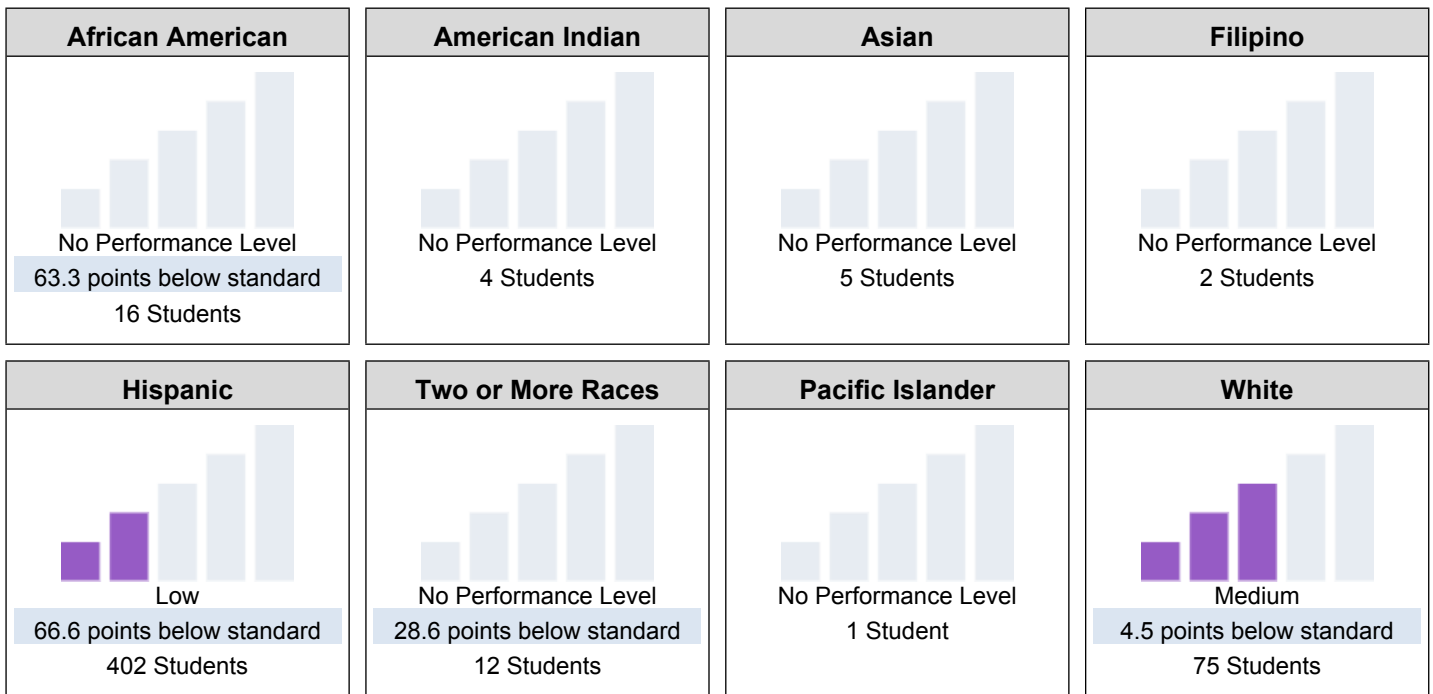 African American
No Performance Level
63.3 points below standard
16 Students
American Indian
No Performance Level
4 Students
Asian
No Performance Level
5 Students
Filipino
No Performance Level
2 Students
Hispanic
Low
66.6 points below standard
402 Students
Two or More Races
No Performance Level
28.6 points below standard
12 Students
Pacific Islander
No Performance Level
1 Student
White
Medium
4.5 points below standard
75 Students